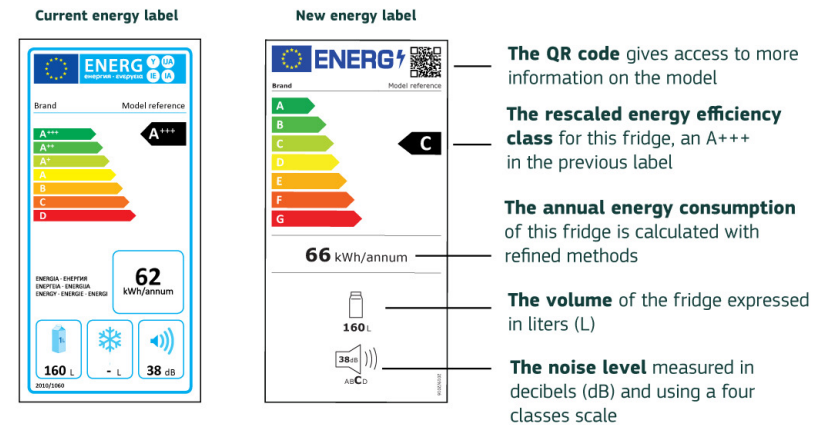 Current energy label
New energy label
ENERG
Y UA
IE IA
енергия · ενεργεια
Brand Model reference
A+++
A++
A+
A
B
C
D
A+++
ENERGIA · ЕНЕРГИЯ
ΕΝΕΡΓΕΙΑ · ENERGIJA
ENERGY · ENERGIE · ENERGI
62
kWh/annum
1L
160 L
- L
38 dB
2010/1060
ENERG
Brand Model reference
A
B
C
D
E
F
G
C
66 kWh/annum
160 L
38dB
ABCD
The QR code gives access to more
information on the model
The rescaled energy efficiency
class for this fridge, an A+++
in the previous label
The annual energy consumption
of this fridge is calculated with
refined methods
The volume of the fridge expressed
in liters (L)
The noise level measured in
decibels (dB) and using a four
classes scale